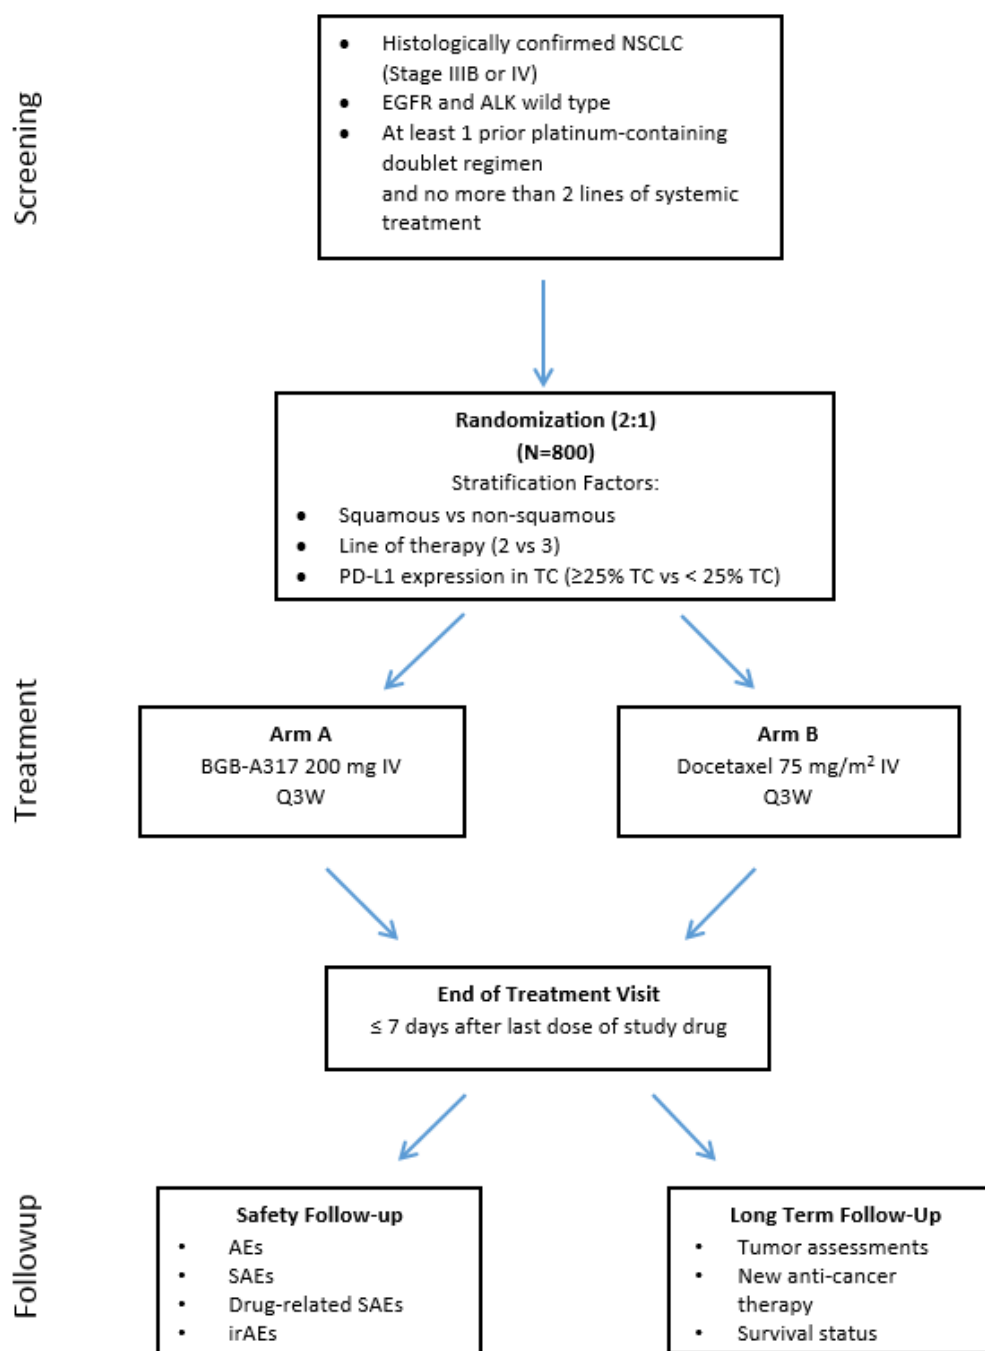 Screening
● Histologically confirmed NSCLC
(Stage IIIB or IV)
● EGFR and ALK wild type
● At least 1 prior platinum-containing
doublet regimen
and no more than 2 lines of systemic
treatment
Randomization (2:1)
(N=800)
Stratification Factors:
● Squamous vs non-squamous
● Line of therapy (2 vs 3)
● PD-L1 expression in TC (≥25% TC vs < 25% TC)
Treatment
Arm A
BGB-A317 200 mg IV
Q3W
Arm B
Docetaxel 75 mg/m² IV
Q3W
End of Treatment Visit
≤ 7 days after last dose of study drug
Followup
Safety Follow-up
• AEs
• SAEs
• Drug-related SAEs
• irAEs
Long Term Follow-Up
• Tumor assessments
• New anti-cancer
therapy
• Survival status